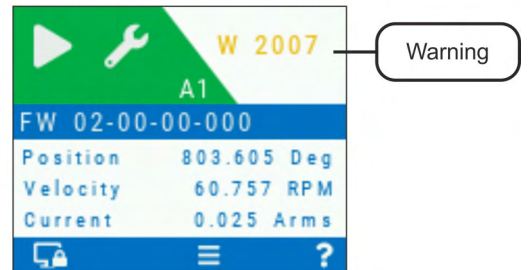 W 2007
Warning
A1
FW 02-00-00-000
Position 803.605 Deg
Velocity 60.757 RPM
Current 0.025 Arms
?